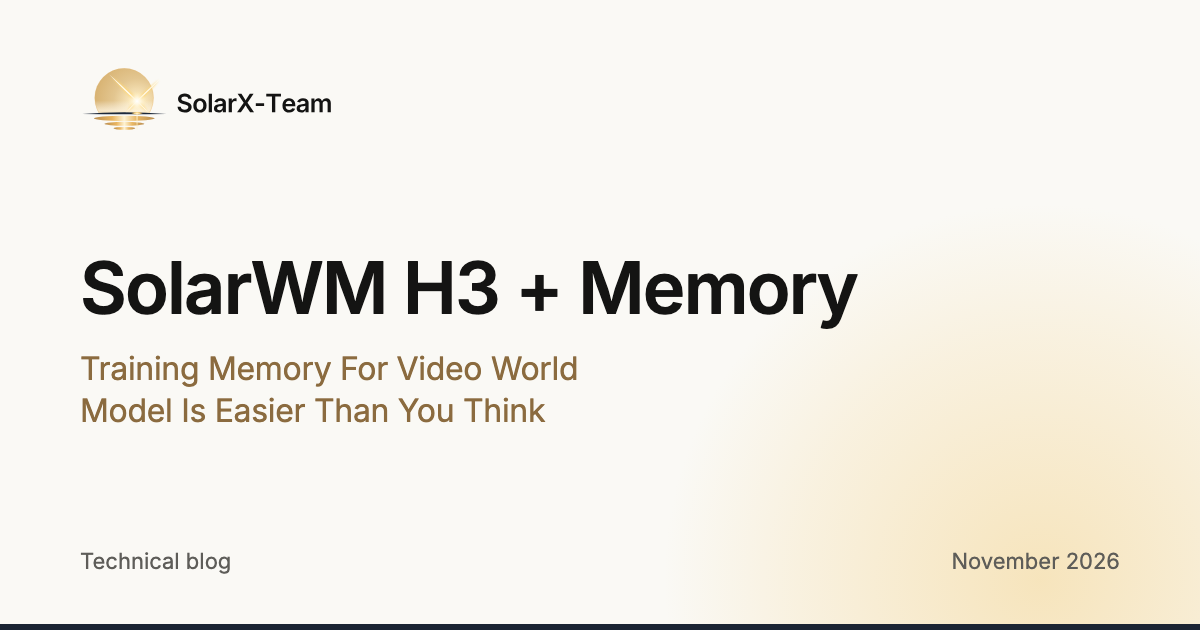 SolarX-Team
SolarWM H3 + Memory
Training Memory For Video World
Model Is Easier Than You Think
Technical blog
November 2026